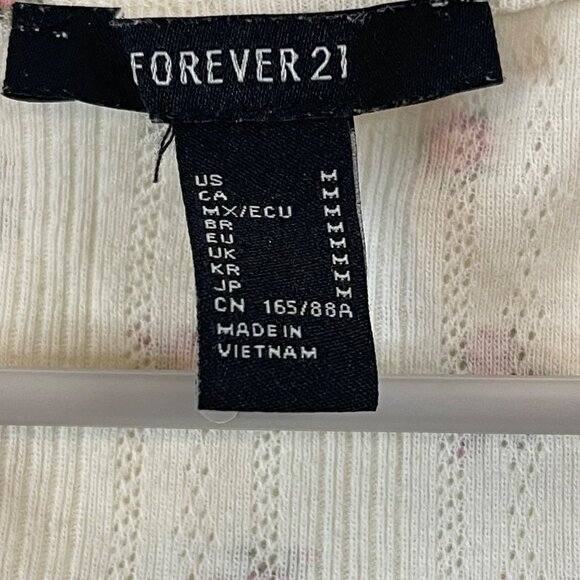 FOREVER 21
US M
CA M
MX/ECU M
BR M
EU M
UK M
KR M
JP M
CN 165/88A
MADE IN
VIETNAM